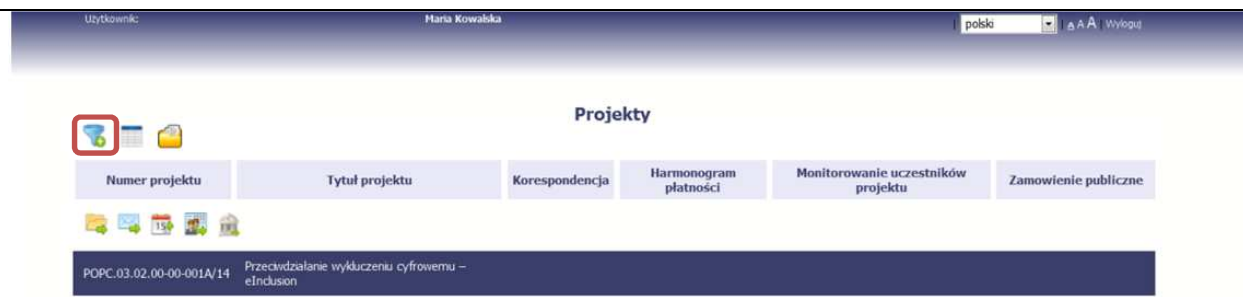 Użytkownik: Maria Kowalska | polski | A A A | Wyloguj
Projekty
Numer projektu Tytuł projektu Korespondencja Harmonogram płatności Monitorowanie uczestników projektu Zamowienie publiczne
15
POPC.03.02.00-00-001A/14 Przeciwdziałanie wykluczeniu cyfrowemu –
eInclusion